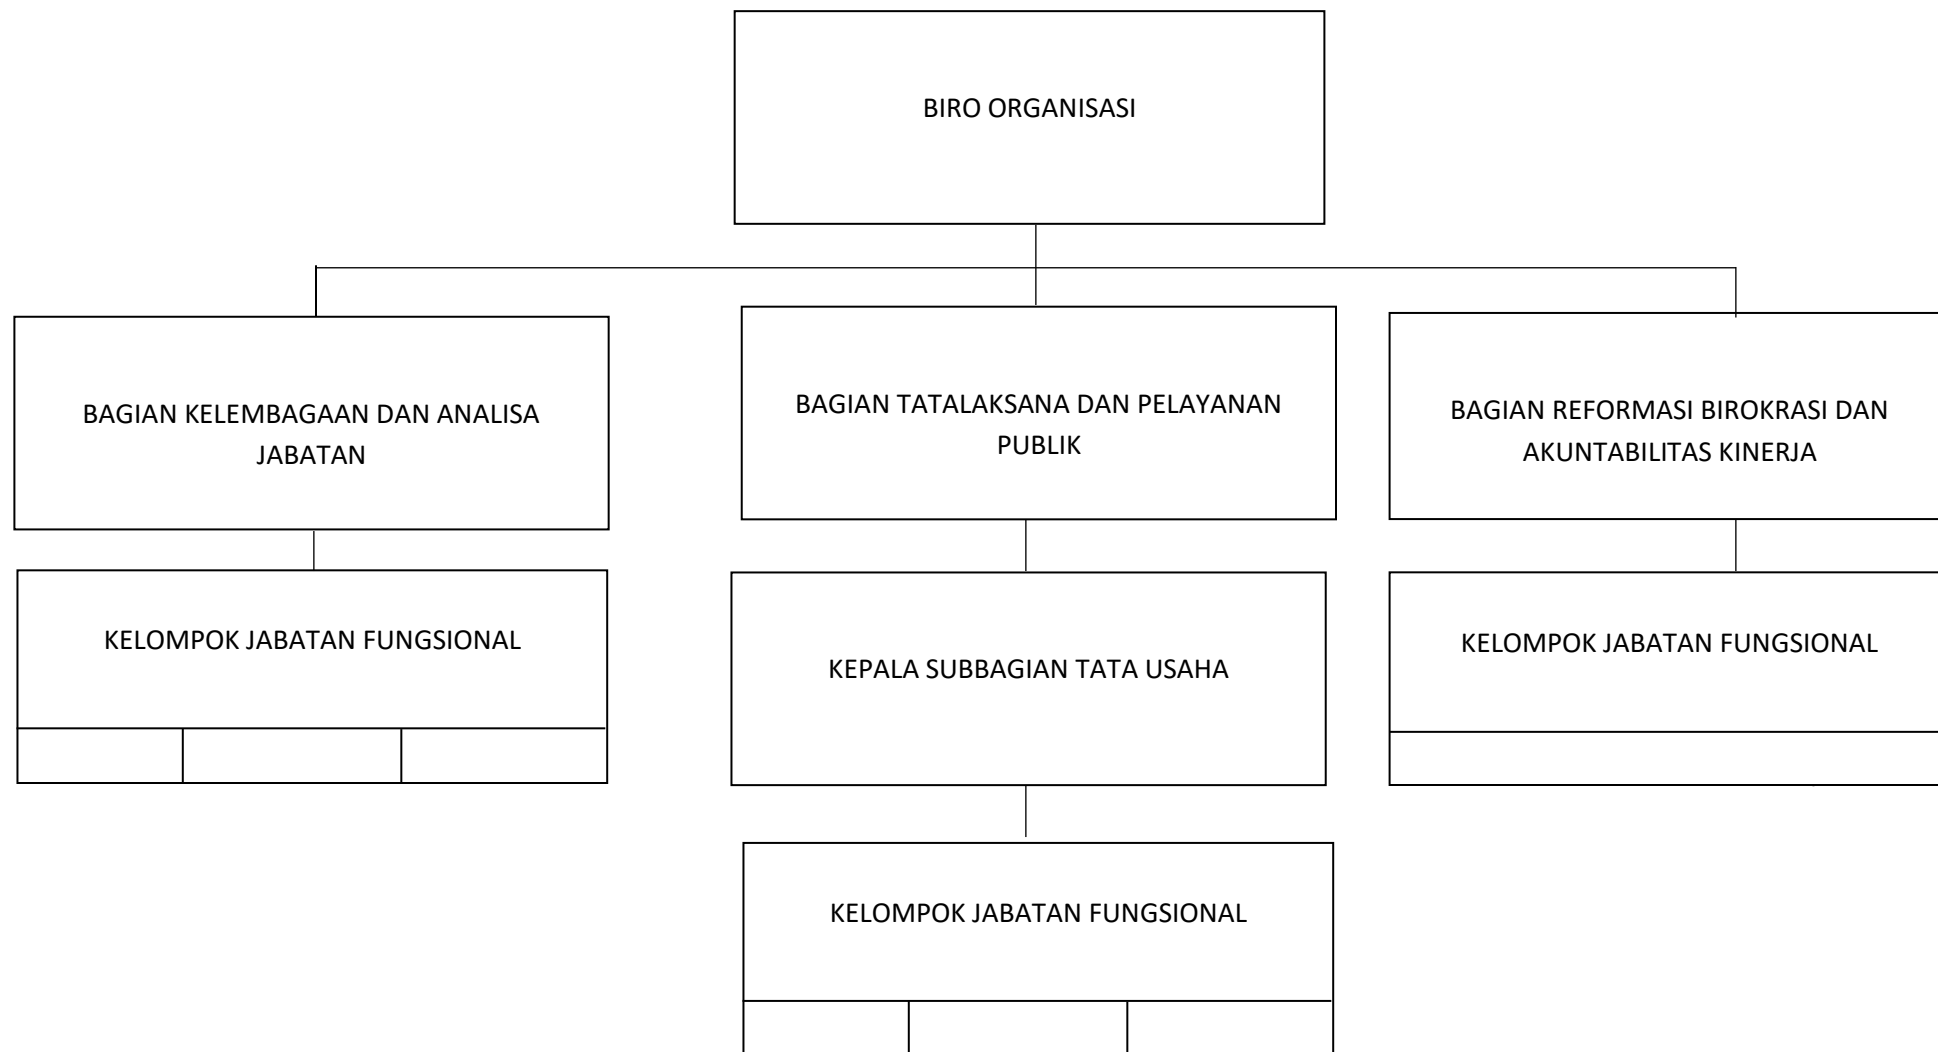 BIRO ORGANISASI
BAGIAN KELEMBAGAAN DAN ANALISA
JABATAN
BAGIAN TATALAKSANA DAN PELAYANAN
PUBLIK
BAGIAN REFORMASI BIROKRASI DAN
AKUNTABILITAS KINERJA
KELOMPOK JABATAN FUNGSIONAL
KEPALA SUBBAGIAN TATA USAHA
KELOMPOK JABATAN FUNGSIONAL
KELOMPOK JABATAN FUNGSIONAL